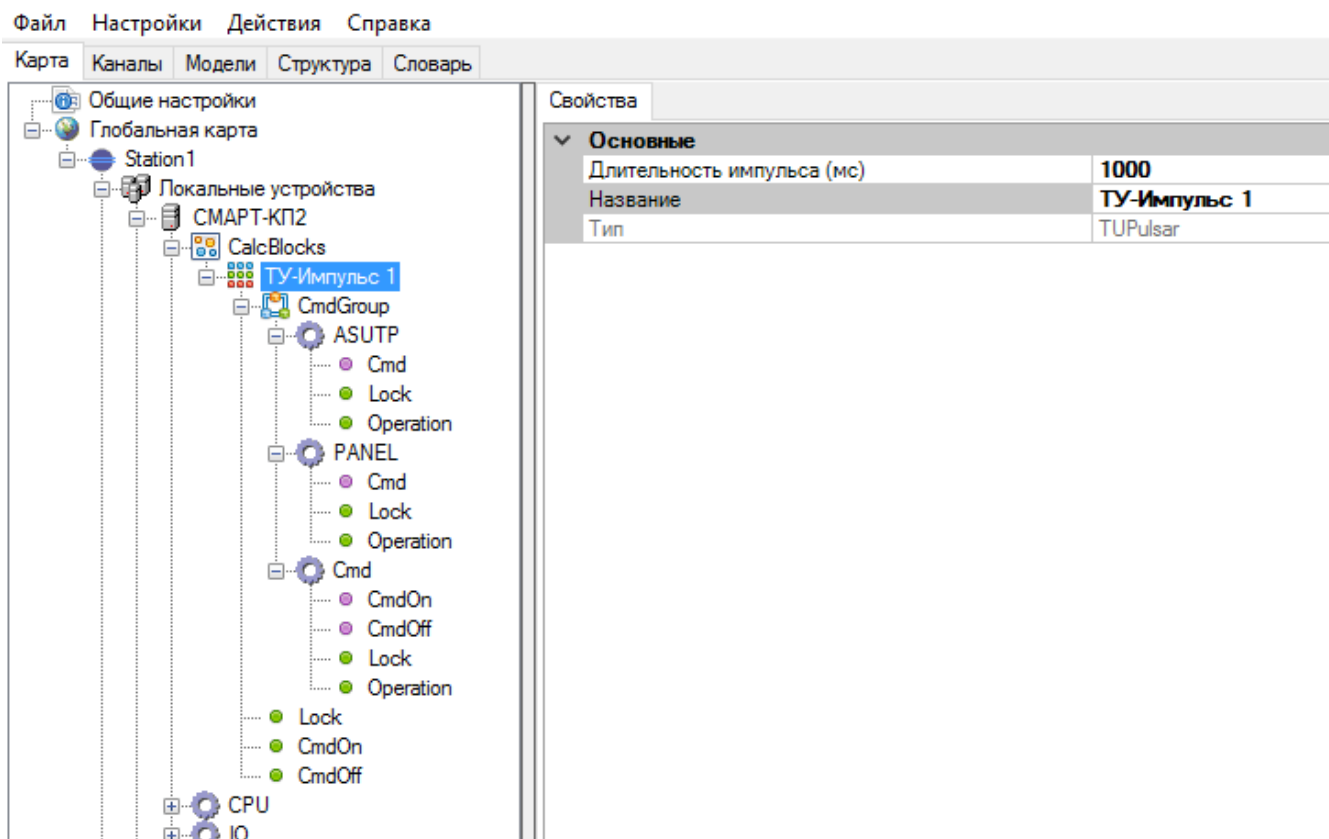 Файл Настройки Действия Справка
Карта Каналы Модели Структура Словарь
Общие настройки
Глобальная карта
Station1
Локальные устройства
СМАРТ-КП2
CalcBlocks
ТУ-Импульс 1
CmdGroup
ASUTP
Cmd
Lock
Operation
PANEL
Cmd
Lock
Operation
Cmd
CmdOn
CmdOff
Lock
Operation
Lock
CmdOn
CmdOff
CPU
IO
Свойства
Основные
Длительность импульса (мс) 1000
Название ТУ-Импульс 1
Тип TUPulsar